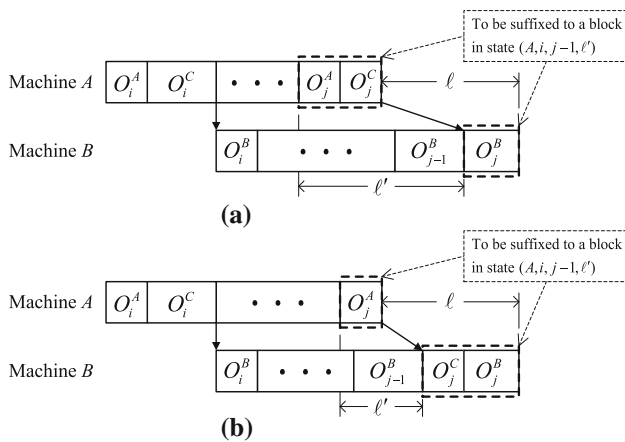 To be suffixed to a block
in state (A, i, j−1, ℓ′)
Machine A O_i^A O_i^C • • • O_j^A O_j^C ℓ
Machine B O_i^B • • • O_{j−1}^B O_j^B
ℓ′
(a)
To be suffixed to a block
in state (A, i, j−1, ℓ′)
Machine A O_i^A O_i^C • • • O_j^A ℓ
Machine B O_i^B • • • O_{j−1}^B O_j^C O_j^B
ℓ′
(b)